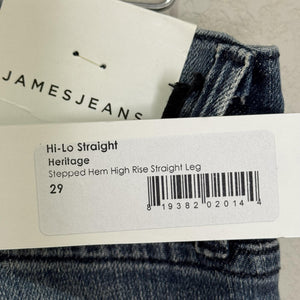 JAMESJEANS
Hi-Lo Straight
Heritage
Stepped Hem High Rise Straight Leg
29
8 19382 02014 4